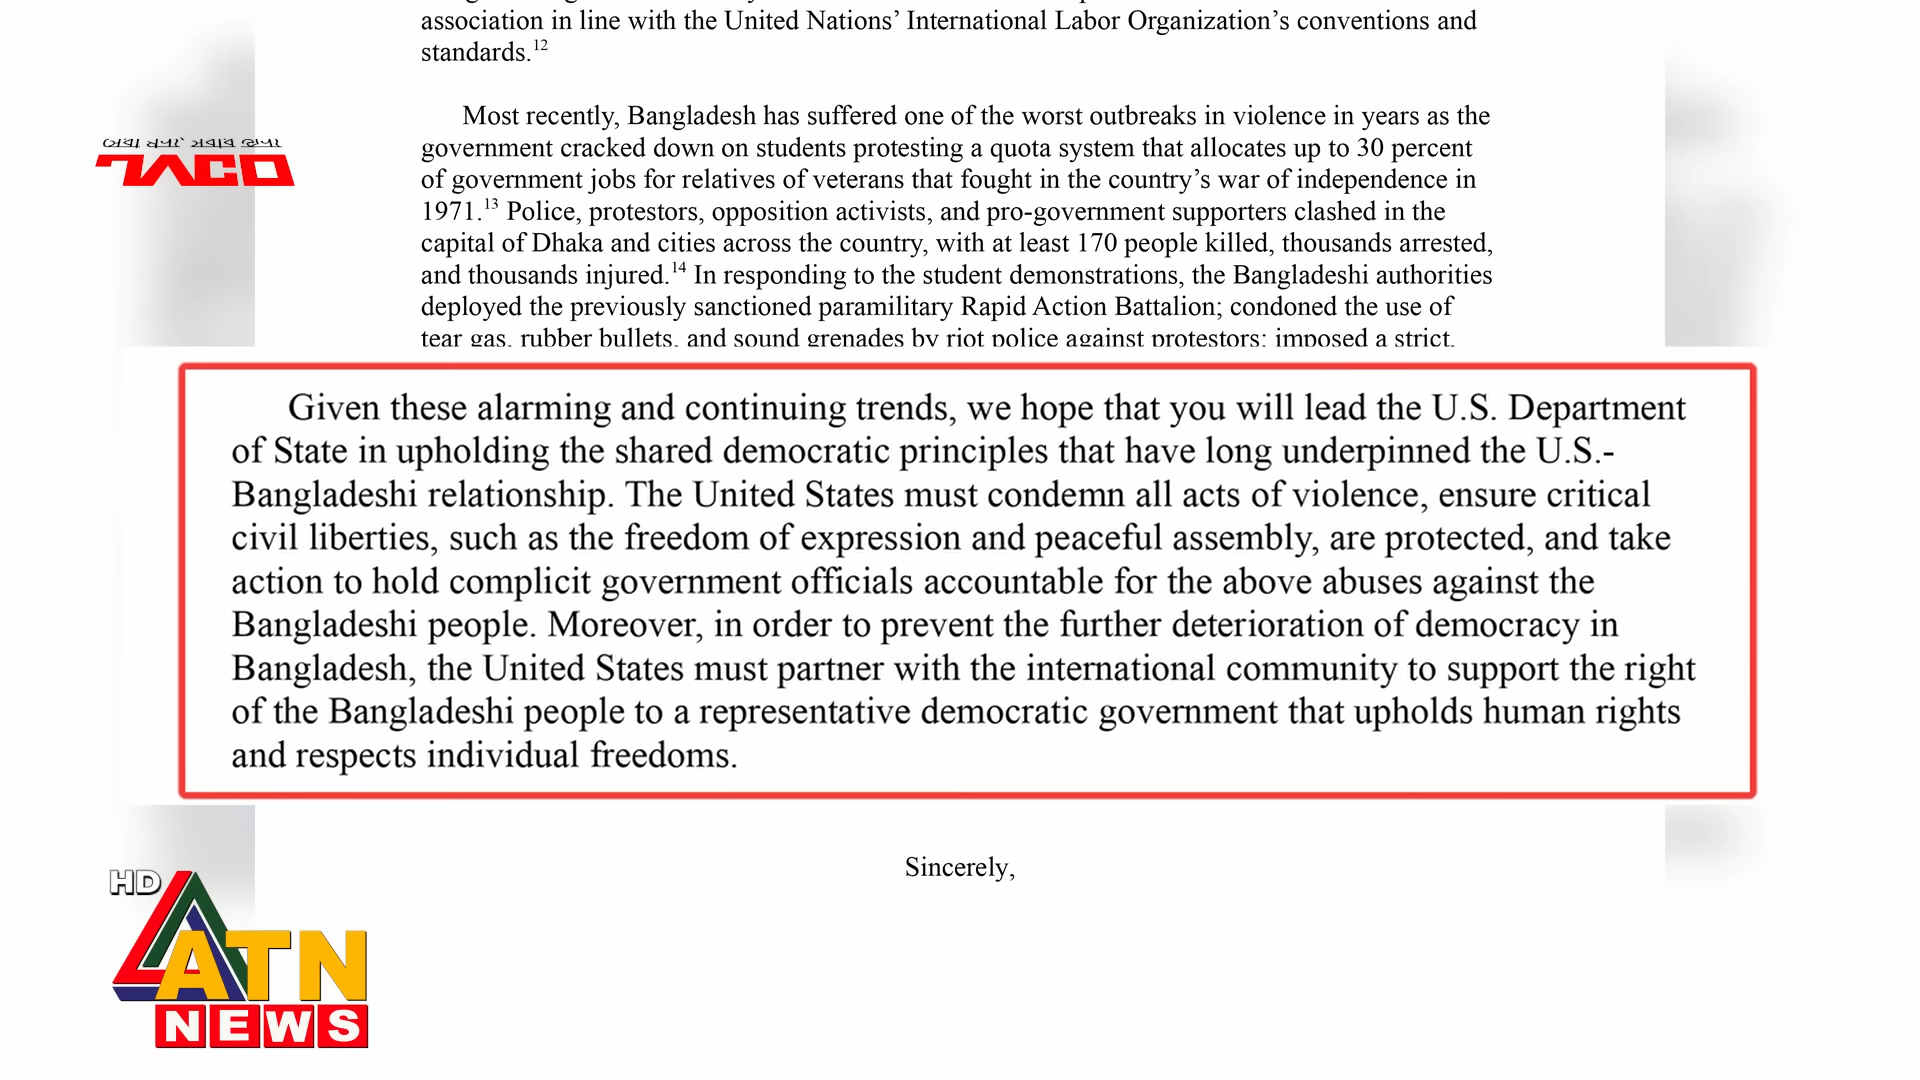 association in line with the United Nations’ International Labor Organization’s conventions and
standards.12
Most recently, Bangladesh has suffered one of the worst outbreaks in violence in years as the
government cracked down on students protesting a quota system that allocates up to 30 percent
of government jobs for relatives of veterans that fought in the country’s war of independence in
1971.13 Police, protestors, opposition activists, and pro-government supporters clashed in the
capital of Dhaka and cities across the country, with at least 170 people killed, thousands arrested,
and thousands injured.14 In responding to the student demonstrations, the Bangladeshi authorities
deployed the previously sanctioned paramilitary Rapid Action Battalion; condoned the use of
tear gas, rubber bullets, and sound grenades by riot police against protestors; imposed a strict,
Given these alarming and continuing trends, we hope that you will lead the U.S. Department
of State in upholding the shared democratic principles that have long underpinned the U.S.-
Bangladeshi relationship. The United States must condemn all acts of violence, ensure critical
civil liberties, such as the freedom of expression and peaceful assembly, are protected, and take
action to hold complicit government officials accountable for the above abuses against the
Bangladeshi people. Moreover, in order to prevent the further deterioration of democracy in
Bangladesh, the United States must partner with the international community to support the right
of the Bangladeshi people to a representative democratic government that upholds human rights
and respects individual freedoms.
Sincerely,
HD
ATN
NEWS